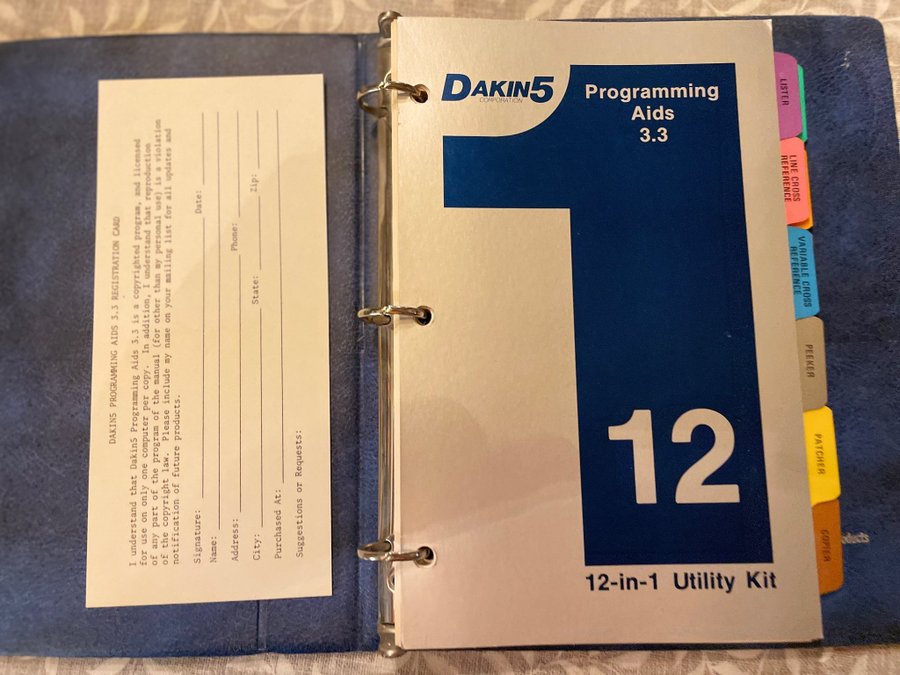 DAKIN5 PROGRAMMING AIDS 3.3 REGISTRATION CARD
I understand that Dakin5 Programming Aids 3.3 is a copyrighted program, and licensed
for use on only one computer per copy. In addition, I understand that reproduction
of any part of the program of the manual (for other than my personal use) is a violation
of the copyright law. Please include my name on your mailing list for all updates and
notification of future products.
Signature: Date:
Name:
Address: Phone:
City: State: Zip:
Purchased At:
Suggestions or Requests:
DAKIN5
CORPORATION
Programming
Aids
3.3
12
12-in-1 Utility Kit
LISTER
LINE CROSS
REFERENCE
VARIABLE CROSS
REFERENCE
PEEKER
PATCHER
COPIER